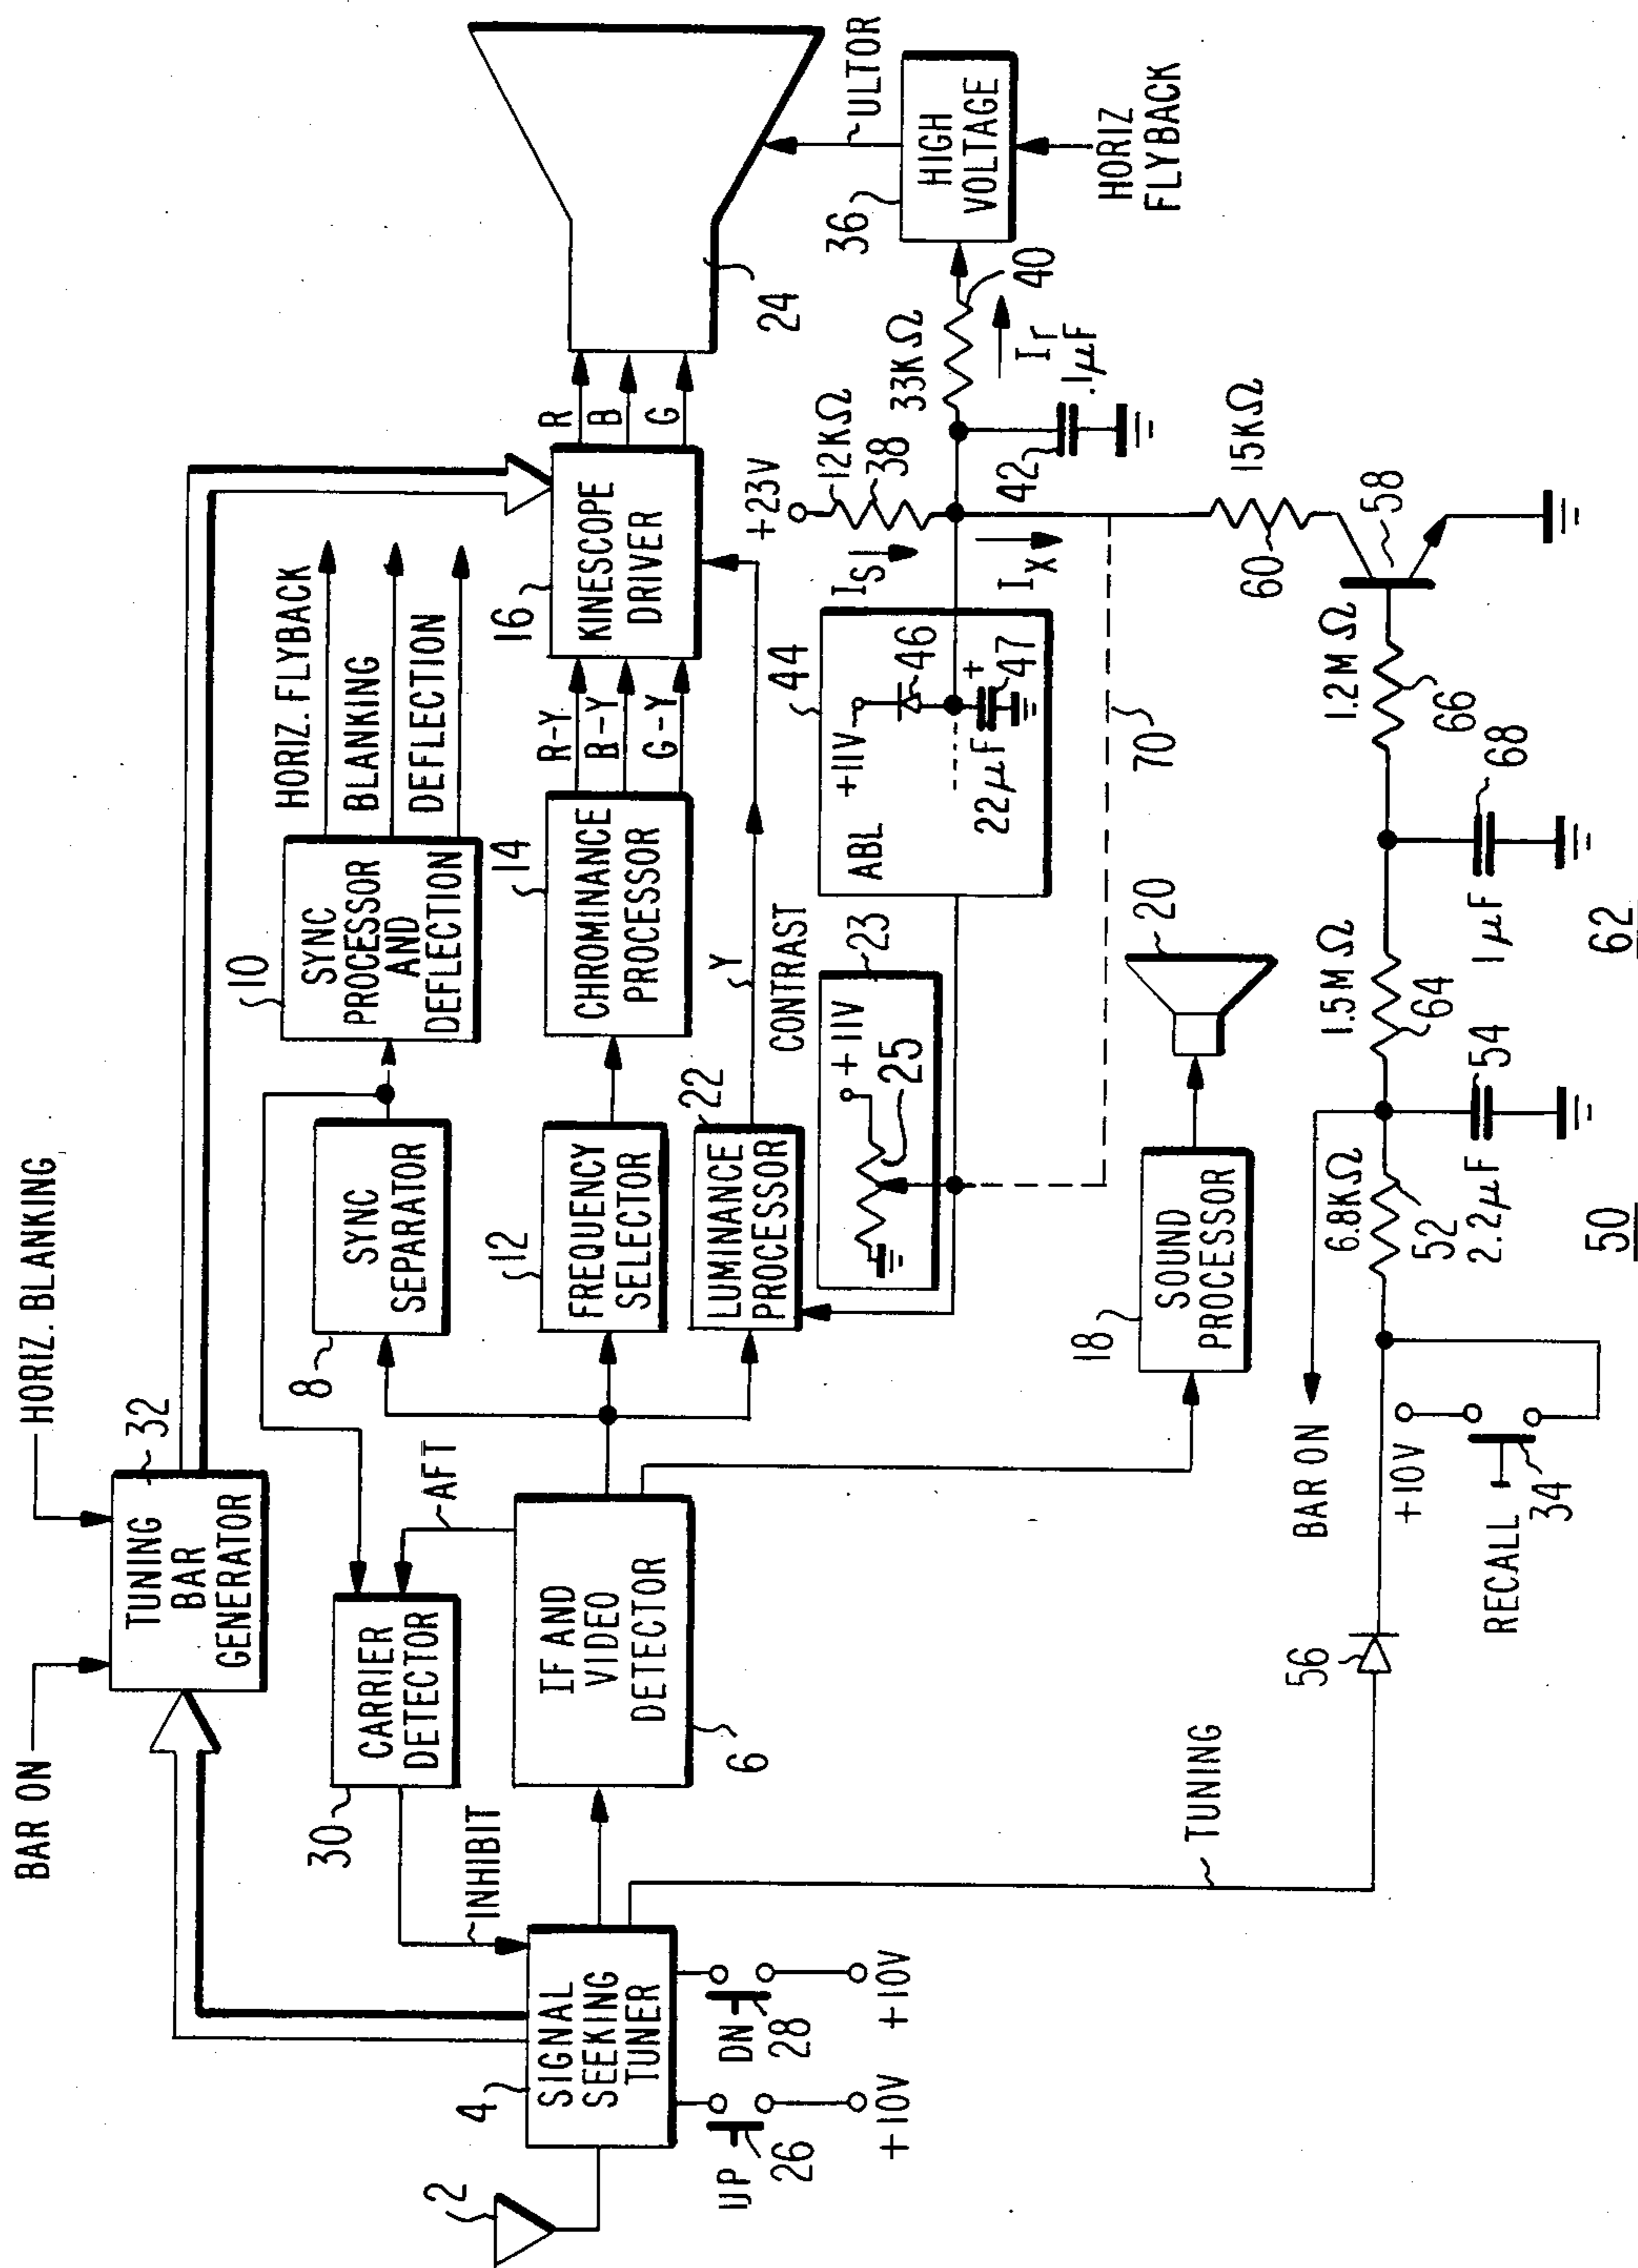 BAR ON
HORIZ. BLANKING
TUNING
BAR
GENERATOR
32
30
CARRIER
DETECTOR
INHIBIT
AFT
8
SYNC
SEPARATOR
10
SYNC
PROCESSOR
AND
DEFLECTION
HORIZ. FLYBACK
BLANKING
DEFLECTION
2
4
SIGNAL
SEEKING
TUNER
UP
26
+10V
DN
28
+10V
IF AND
VIDEO
DETECTOR
6
12
FREQUENCY
SELECTOR
14
CHROMINANCE
PROCESSOR
R-Y
B-Y
G-Y
16
KINESCOPE
DRIVER
R
B
G
24
22
LUMINANCE
PROCESSOR
Y
CONTRAST
23
+11V
25
44
ABL
+11V
46
22µF
+
47
+23V
12KΩ
38
IS
IX
33KΩ
40
Ir
.1µF
42
36
HIGH
VOLTAGE
ULTOR
HORIZ
FLYBACK
70
18
SOUND
PROCESSOR
20
15KΩ
60
58
TUNING
56
BAR ON
+10V
RECALL
34
6.8KΩ
52
2.2µF
54
50
1.5MΩ
64
1µF
68
62
1.2MΩ
66